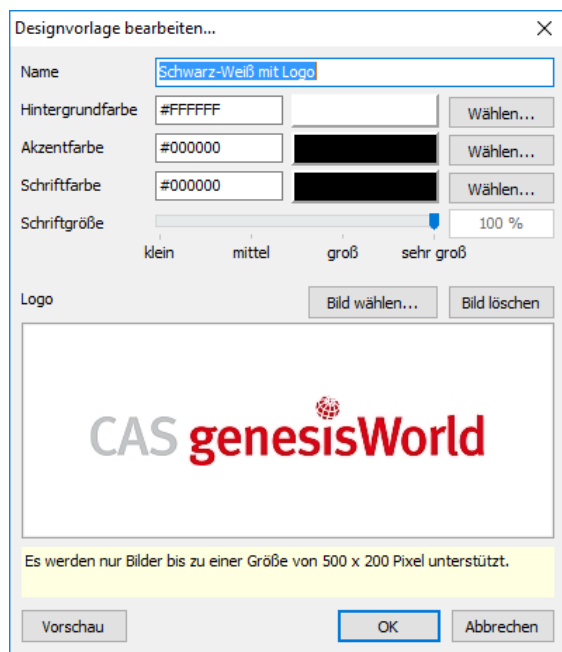 Designvorlage bearbeiten...
Name Schwarz-Weiß mit Logo
Hintergrundfarbe #FFFFFF Wählen...
Akzentfarbe #000000 Wählen...
Schriftfarbe #000000 Wählen...
Schriftgröße 100 %
klein mittel groß sehr groß
Logo Bild wählen... Bild löschen
CAS genesisWorld
Es werden nur Bilder bis zu einer Größe von 500 x 200 Pixel unterstützt.
Vorschau OK Abbrechen